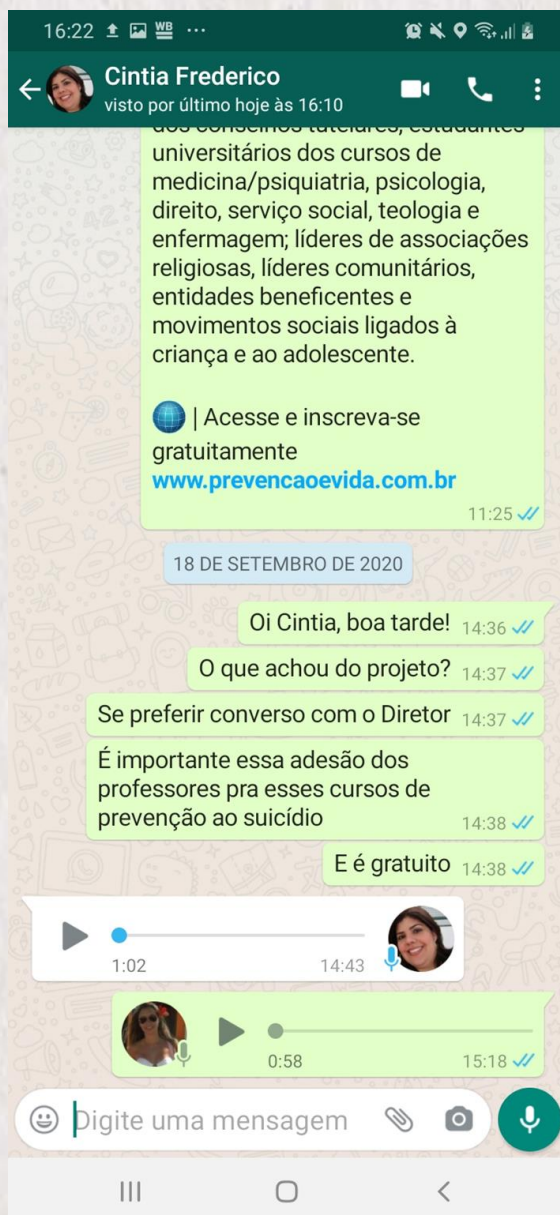 16:22 WB ...
Cintia Frederico
visto por último hoje às 16:10
dos conselhos tutelares, estudantes
universitários dos cursos de
medicina/psiquiatria, psicologia,
direito, serviço social, teologia e
enfermagem; líderes de associações
religiosas, líderes comunitários,
entidades beneficentes e
movimentos sociais ligados à
criança e ao adolescente.
| Acesse e inscreva-se
gratuitamente
www.prevencaoevida.com.br
11:25
18 DE SETEMBRO DE 2020
Oi Cintia, boa tarde! 14:36
O que achou do projeto? 14:37
Se preferir converso com o Diretor 14:37
É importante essa adesão dos
professores pra esses cursos de
prevenção ao suicídio 14:38
E é gratuito 14:38
1:02 14:43
0:58 15:18
Digite uma mensagem